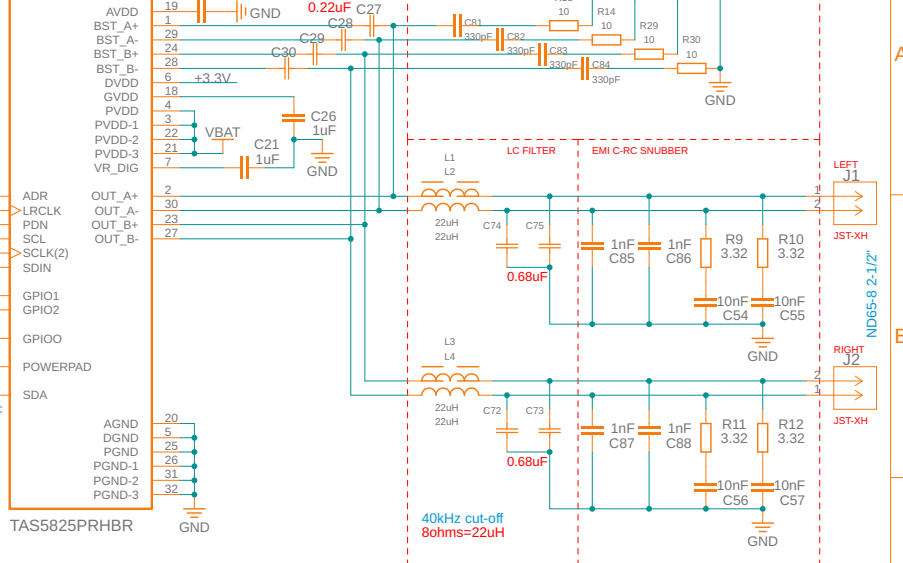 AVDD 19 GND 0.22uF C27
BST_A+ 1 C28 C81 R14
BST_A- 29 C29 330pF C82 10 R29
BST_B+ 24 C30 330pF C83 10 R30
BST_B- 28 330pF C84 10
DVDD 6 +3.3V 330pF 10
GVDD 18 GND
PVDD 4 C26
PVDD-1 3 VBAT 1uF
PVDD-2 22 C21
PVDD-3 21 1uF
VR_DIG 7 GND
LC FILTER EMI C-RC SNUBBER
L1
L2
LEFT
J1
ADR OUT_A+ 2 1
LRCLK OUT_A- 30 2
PDN OUT_B+ 23 22uH
SCL OUT_B- 27 22uH
C74 C75 1nF 1nF R9 R10
JST-XH
SCLK(2) C85 C86 3.32 3.32
SDIN
0.68uF
GPIO1 10nF 10nF
GPIO2 C54 C55
ND65-8 2-1/2"
GPIOO
GND
L3
L4
RIGHT
J2
POWERPAD 2
SDA 1
22uH
22uH
C72 C73 1nF 1nF R11 R12
JST-XH
C87 C88 3.32 3.32
0.68uF
10nF 10nF
C56 C57
AGND 20
DGND 5
PGND 25
PGND-1 26
PGND-2 31
PGND-3 32
GND
TAS5825PRHBR
40kHz cut-off
8ohms=22uH
GND
A